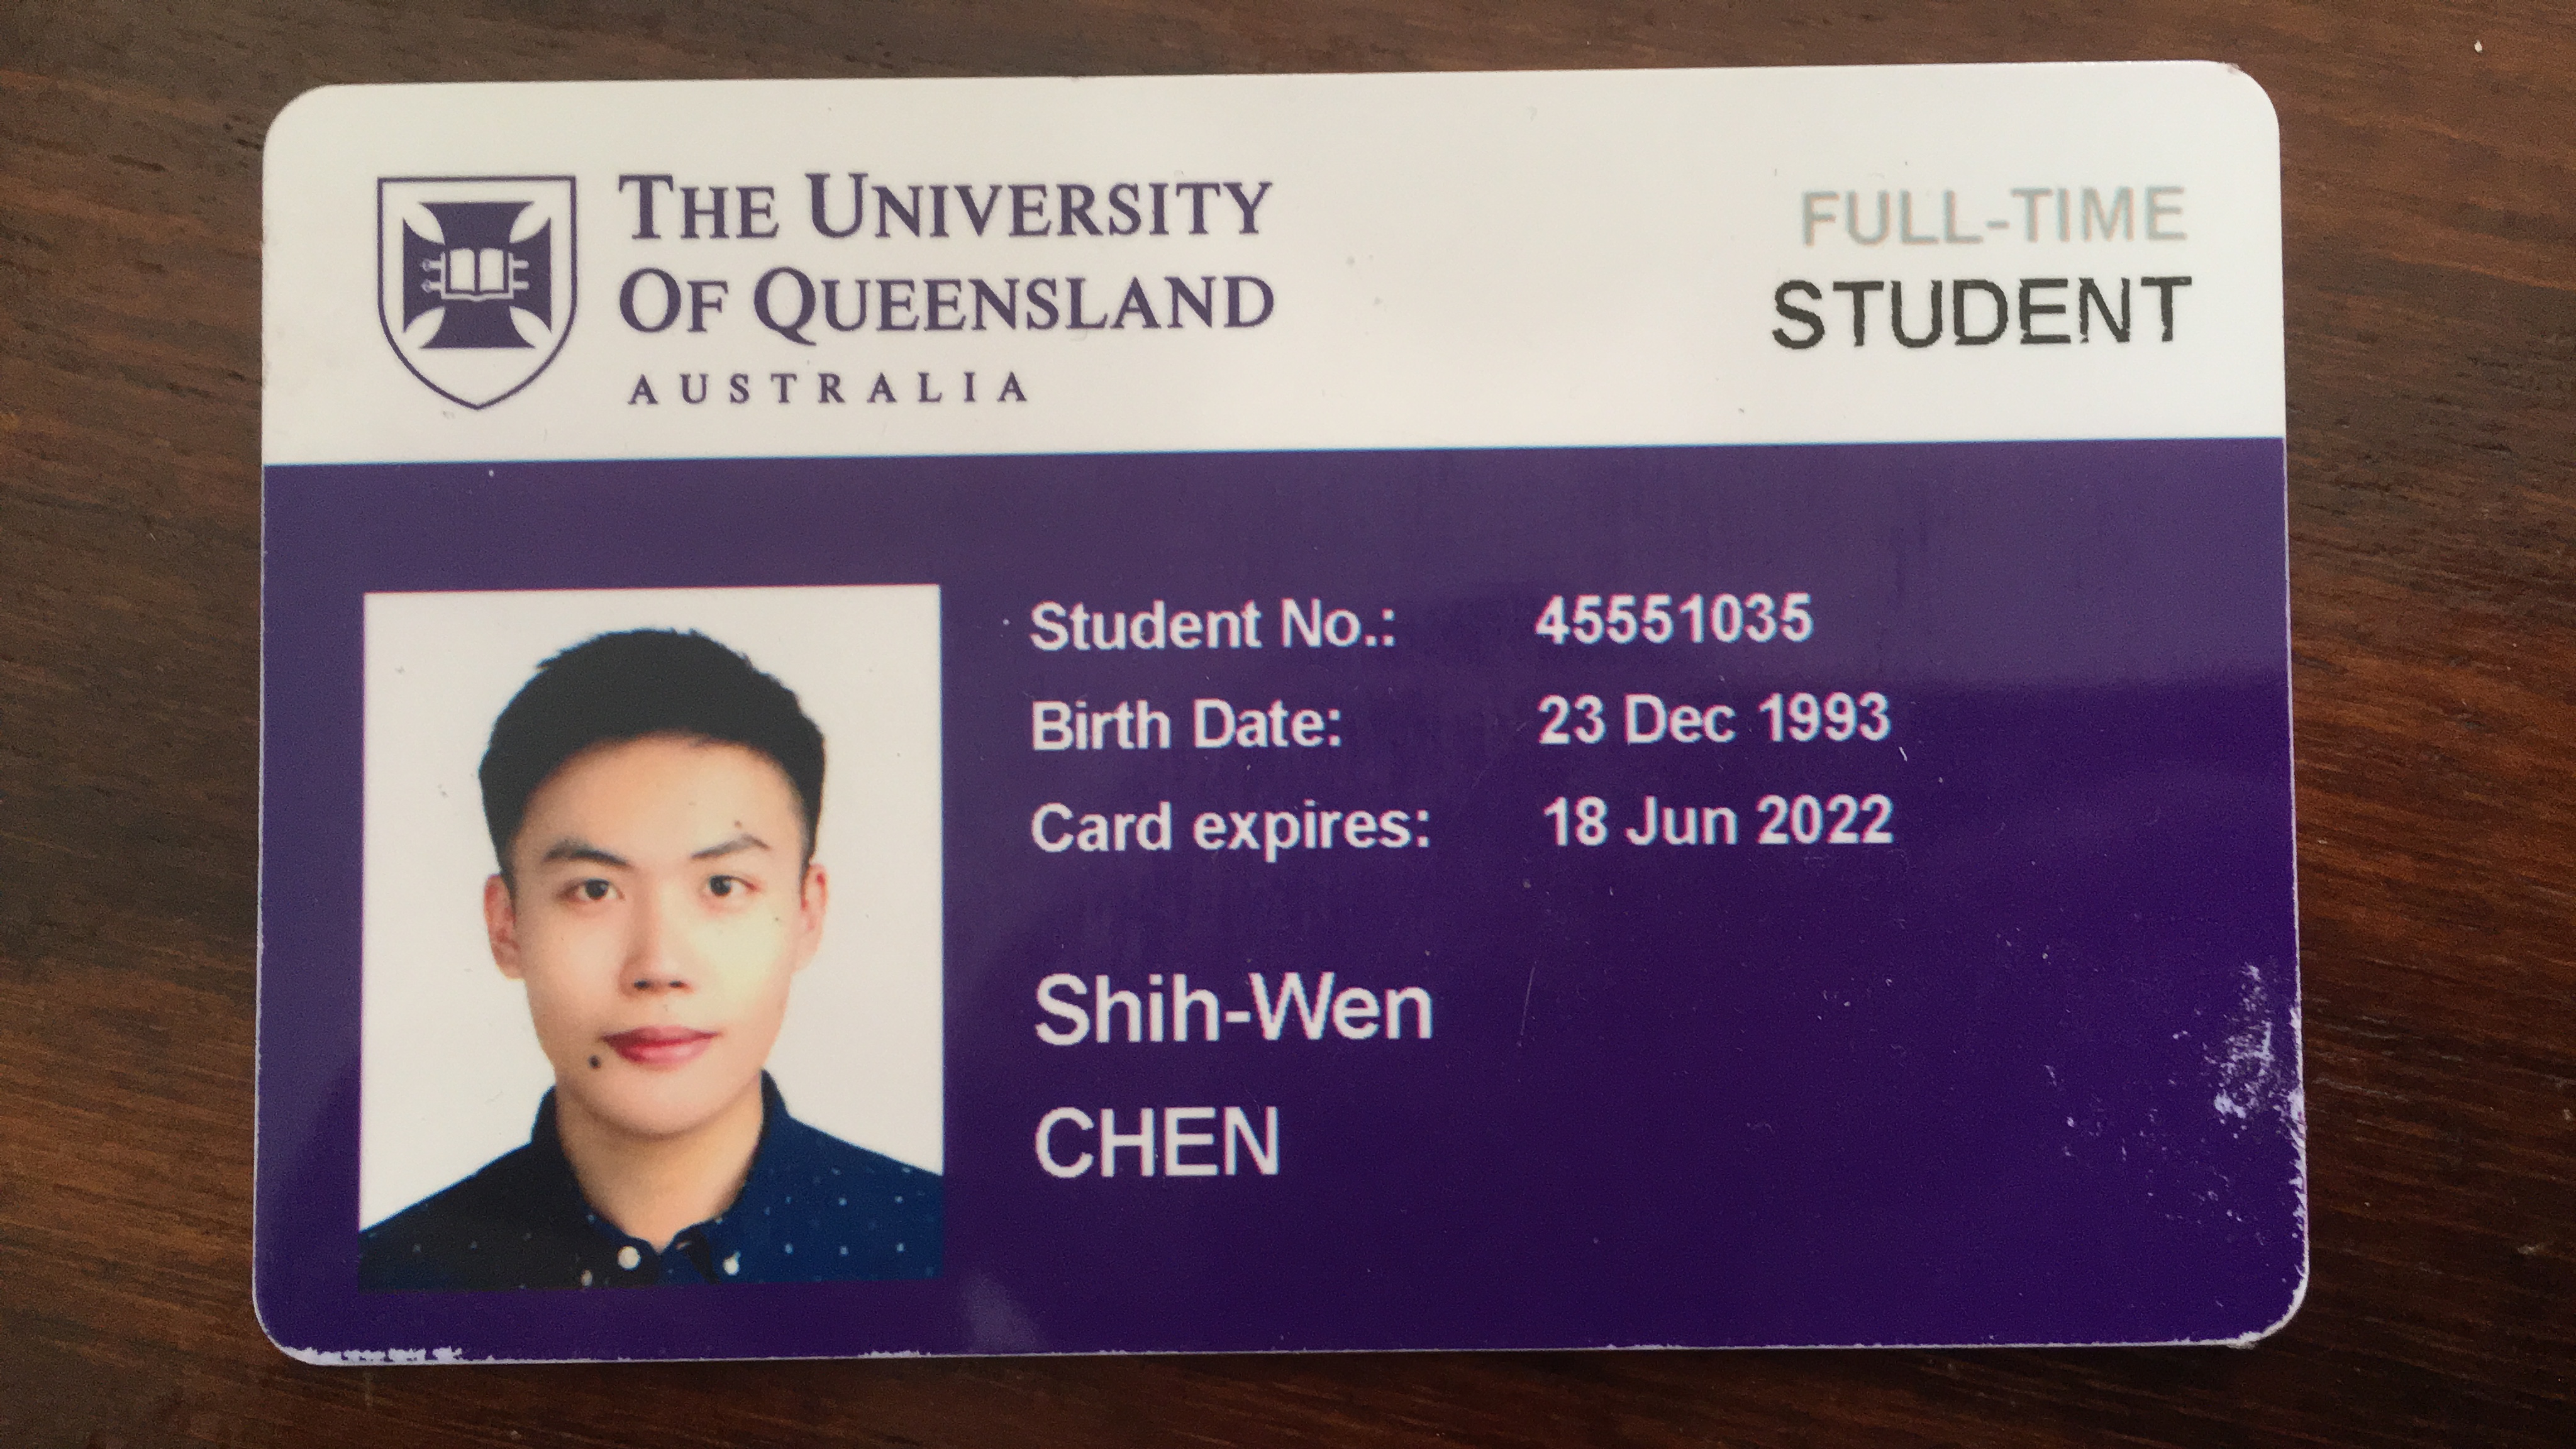 THE UNIVERSITY
OF QUEENSLAND
AUSTRALIA
FULL-TIME
STUDENT
Student No.: 45551035
Birth Date: 23 Dec 1993
Card expires: 18 Jun 2022
Shih-Wen
CHEN